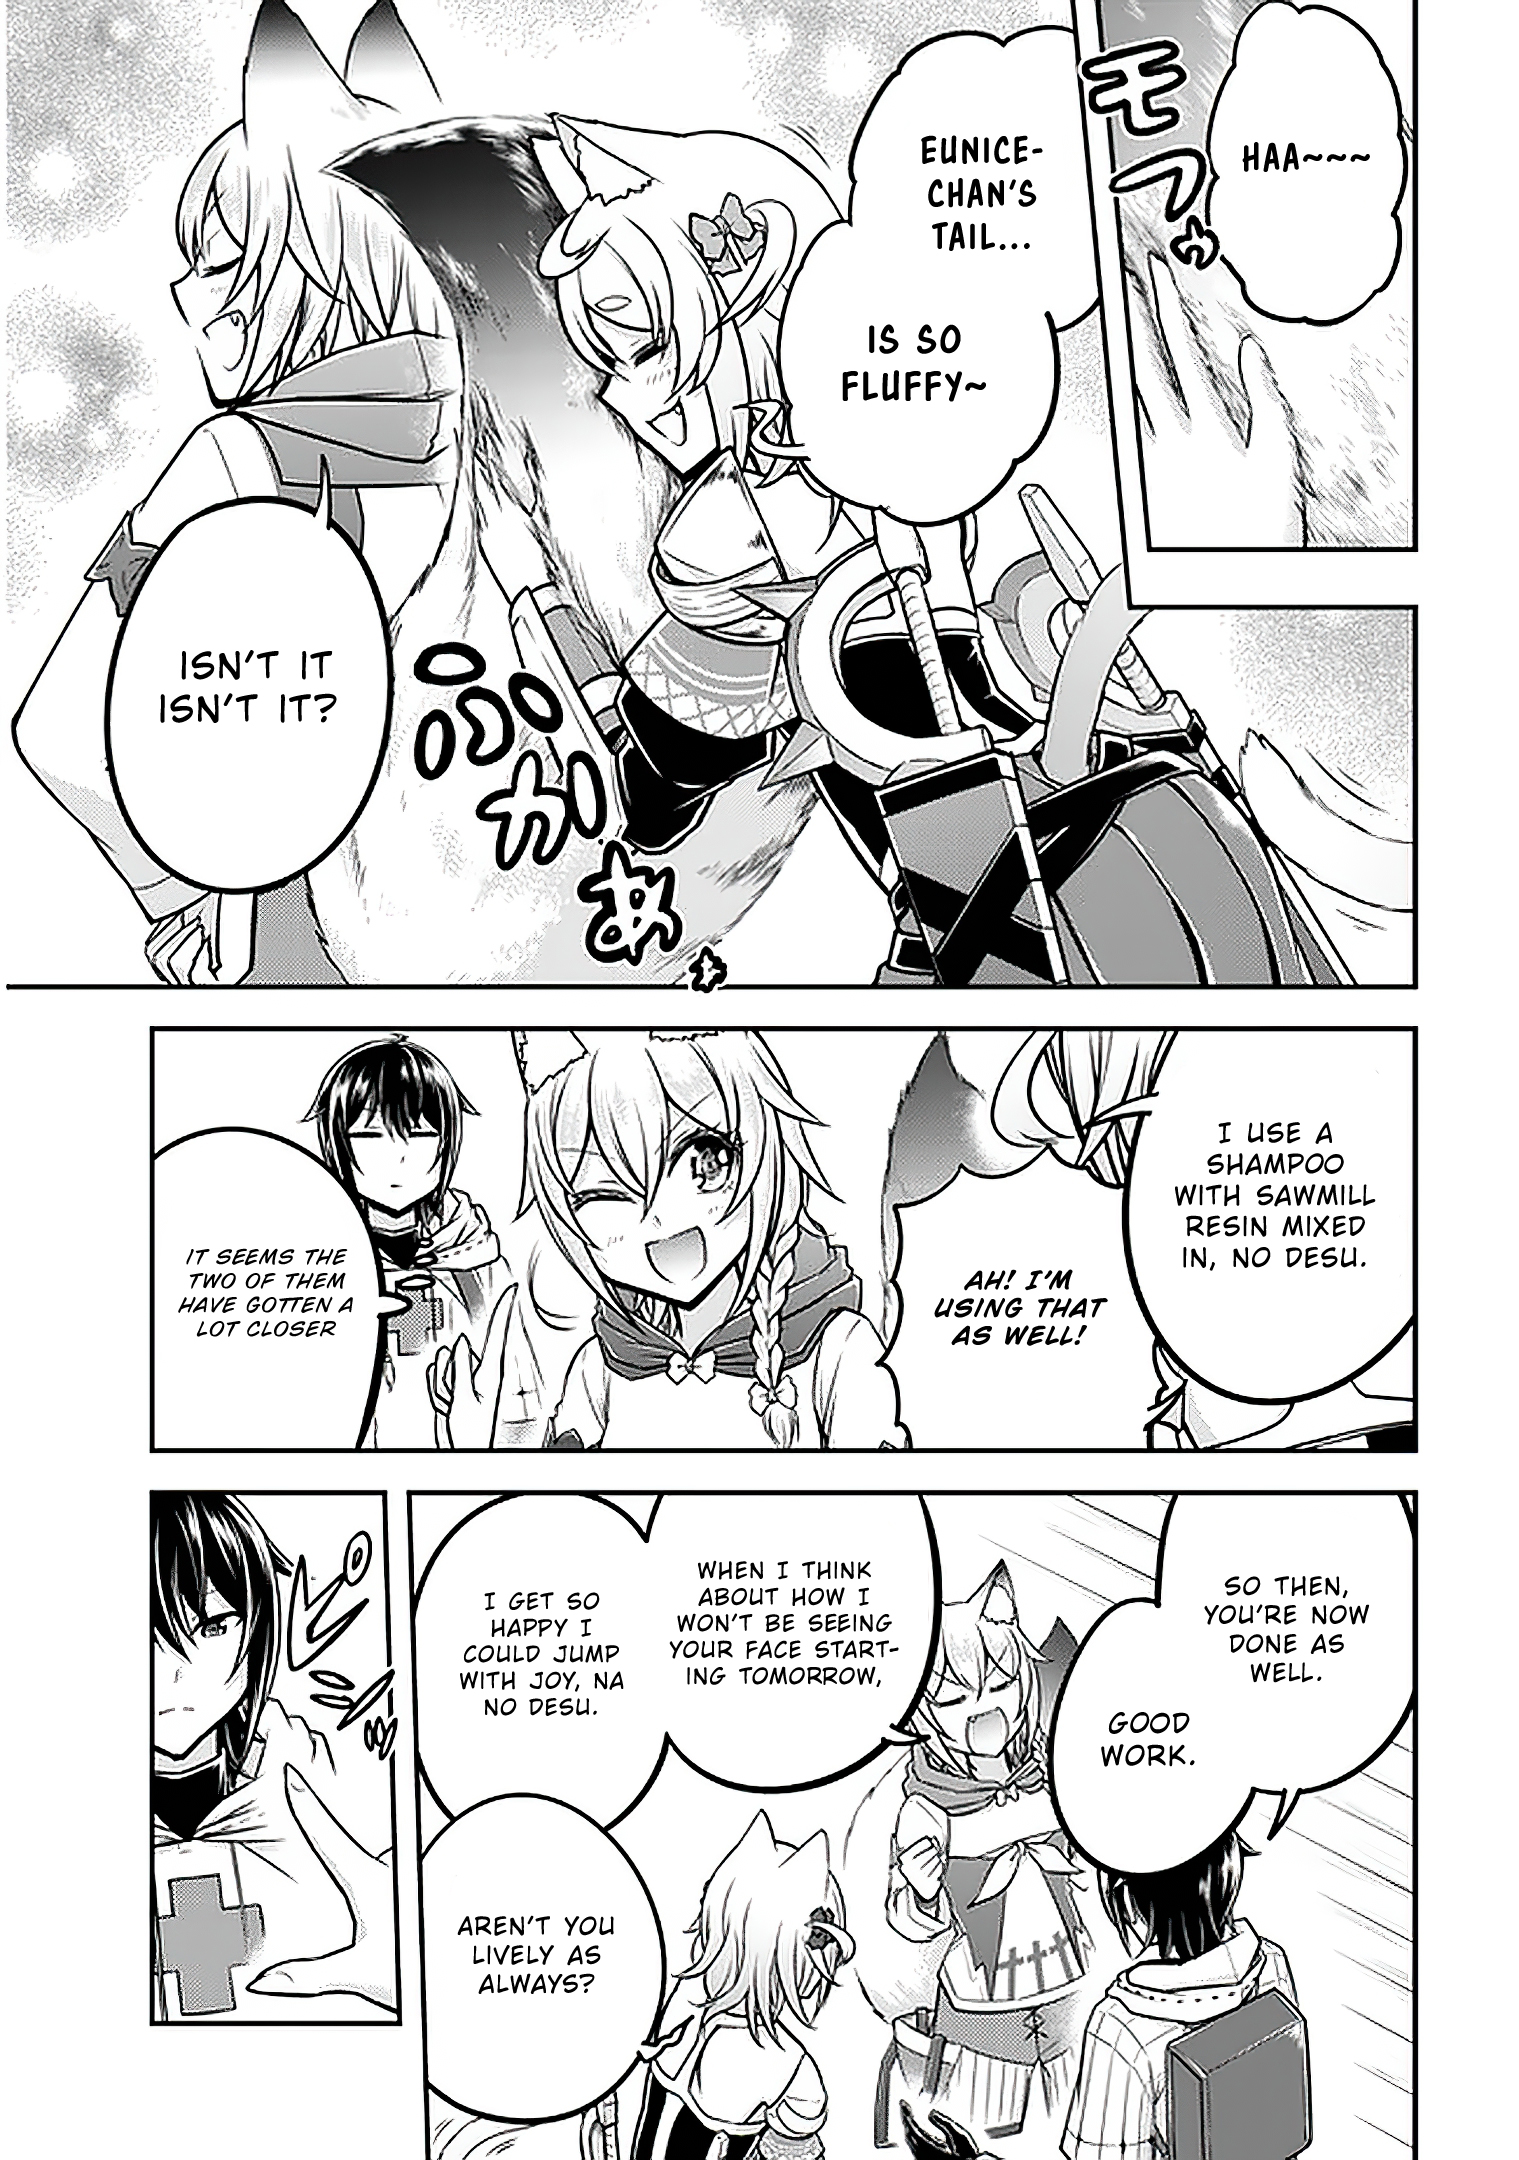 HAA~~~
モフゥ
EUNICE-
CHAN'S
TAIL...
IS SO
FLUFFY~
ISN'T IT
ISN'T IT?
ふかぁ
I USE A
SHAMPOO
WITH SAWMILL
RESIN MIXED
IN, NO DESU.
AH! I'M
USING THAT
AS WELL!
IT SEEMS THE
TWO OF THEM
HAVE GOTTEN A
LOT CLOSER
SO THEN,
YOU'RE NOW
DONE AS
WELL.
GOOD
WORK.
WHEN I THINK
ABOUT HOW I
WON'T BE SEEING
YOUR FACE START-
ING TOMORROW,
I GET SO
HAPPY I
COULD JUMP
WITH JOY, NA
NO DESU.
AREN'T YOU
LIVELY AS
ALWAYS?